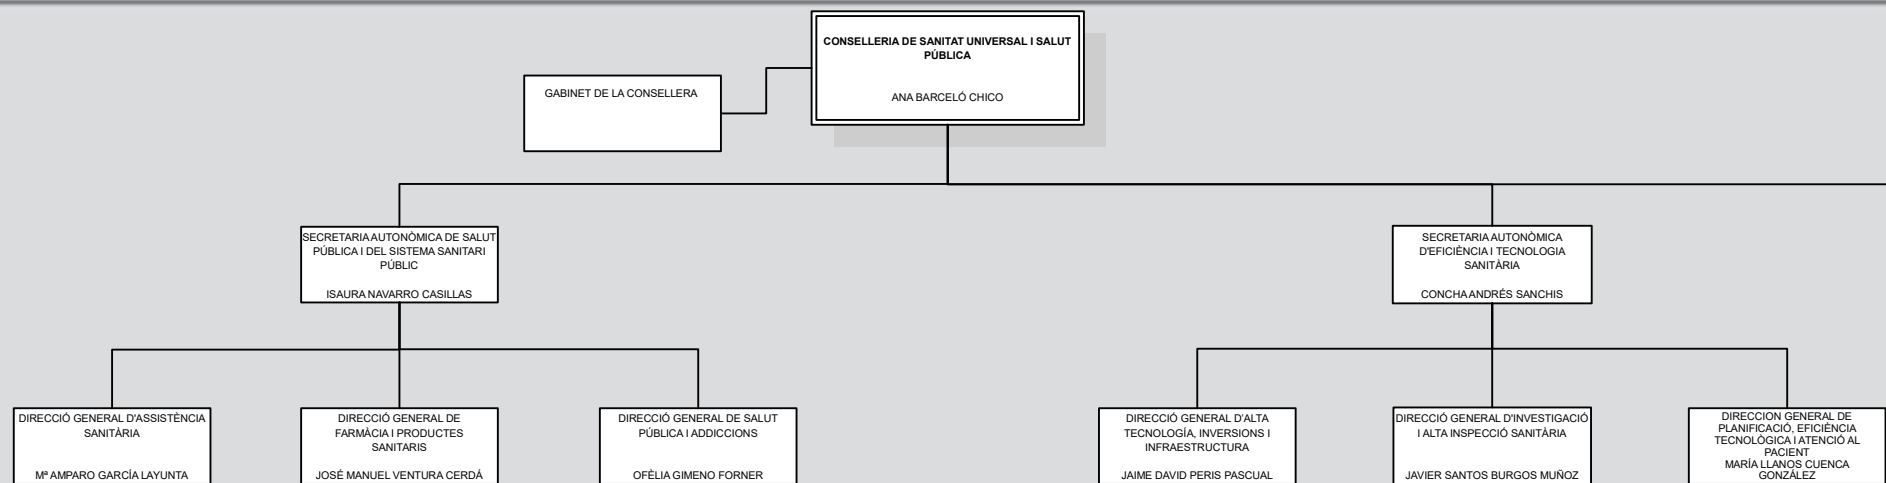 CONSELLERIA DE SANITAT UNIVERSAL I SALUT
PÚBLICA
ANA BARCELÓ CHICO
GABINET DE LA CONSELLERA
SECRETARIA AUTONÒMICA DE SALUT
PÚBLICA I DEL SISTEMA SANITARI
PÚBLIC
ISAURA NAVARRO CASILLAS
SECRETARIA AUTONÒMICA
D'EFICIÈNCIA I TECNOLOGIA
SANITÀRIA
CONCHA ANDRÉS SANCHIS
DIRECCIÓ GENERAL D'ASSISTÈNCIA
SANITÀRIA
Mª AMPARO GARCÍA LAYUNTA
DIRECCIÓ GENERAL DE
FARMÀCIA I PRODUCTES
SANITARIS
JOSÉ MANUEL VENTURA CERDÁ
DIRECCIÓ GENERAL DE SALUT
PÚBLICA I ADDICCIONS
OFÈLIA GIMENO FORNER
DIRECCIÓ GENERAL D'ALTA
TECNOLOGÍA, INVERSIONS I
INFRAESTRUCTURA
JAIME DAVID PERIS PASCUAL
DIRECCIÓ GENERAL D'INVESTIGACIÓ
I ALTA INSPECCIÓ SANITÀRIA
JAVIER SANTOS BURGOS MUÑOZ
DIRECCION GENERAL DE
PLANIFICACIÓ, EFICIÈNCIA
TECNOLÒGICA I ATENCIÓ AL
PACIENT
MARÍA LLANOS CUENCA
GONZÁLEZ